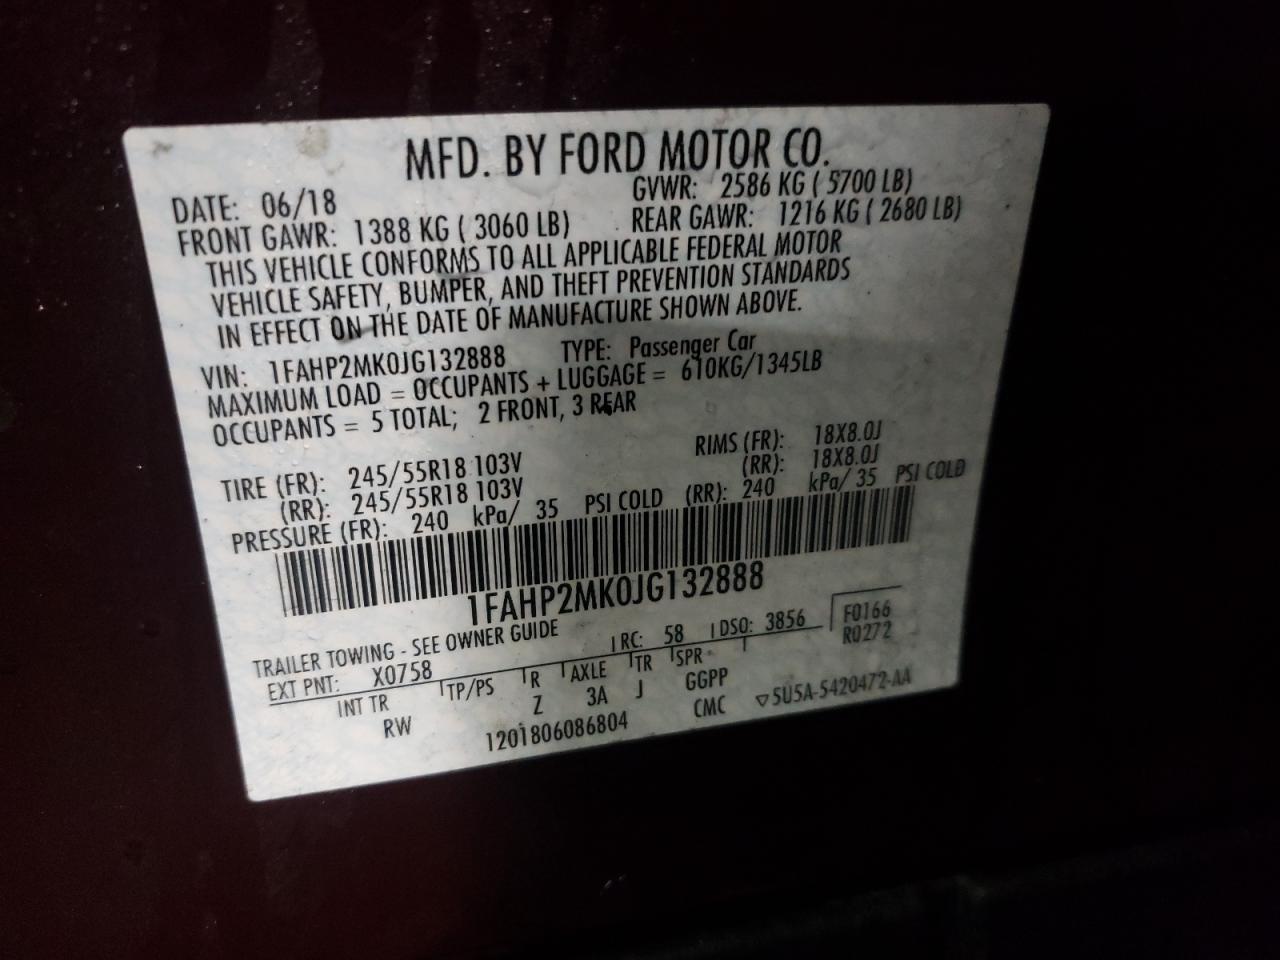 MFD. BY FORD MOTOR CO.
DATE: 06/18 GVWR: 2586 KG ( 5700 LB)
FRONT GAWR: 1388 KG ( 3060 LB) REAR GAWR: 1216 KG ( 2680 LB)
THIS VEHICLE CONFORMS TO ALL APPLICABLE FEDERAL MOTOR
VEHICLE SAFETY, BUMPER, AND THEFT PREVENTION STANDARDS
IN EFFECT ON THE DATE OF MANUFACTURE SHOWN ABOVE.
VIN: 1FAHP2MK0JG132888 TYPE: Passenger Car
MAXIMUM LOAD = OCCUPANTS + LUGGAGE = 610KG/1345LB
OCCUPANTS = 5 TOTAL; 2 FRONT, 3 REAR
TIRE (FR): 245/55R18 103V RIMS (FR): 18X8.0J
(RR): 245/55R18 103V (RR): 18X8.0J
PRESSURE (FR): 240 kPa/ 35 PSI COLD (RR): 240 kPa/ 35 PSI COLD
1FAHP2MK0JG132888
TRAILER TOWING - SEE OWNER GUIDE
EXT PNT: X0758 RC: 58 DSO: 3856 F0166
R0272
INT TR TP/PS R AXLE TR SPR
RW Z 3A J GGPP
1201806086804 CMC ▽5U5A-5420472-AA